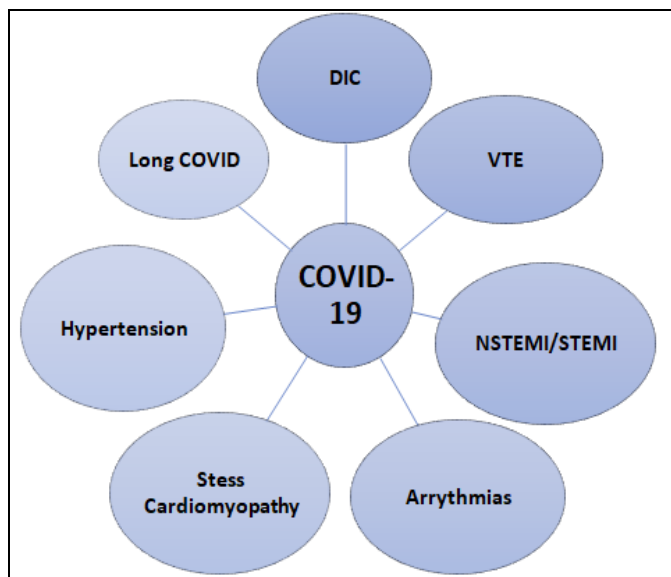 DIC
Long COVID
VTE
COVID-
19
Hypertension
NSTEMI/STEMI
Stess
Cardiomyopathy
Arrythmias